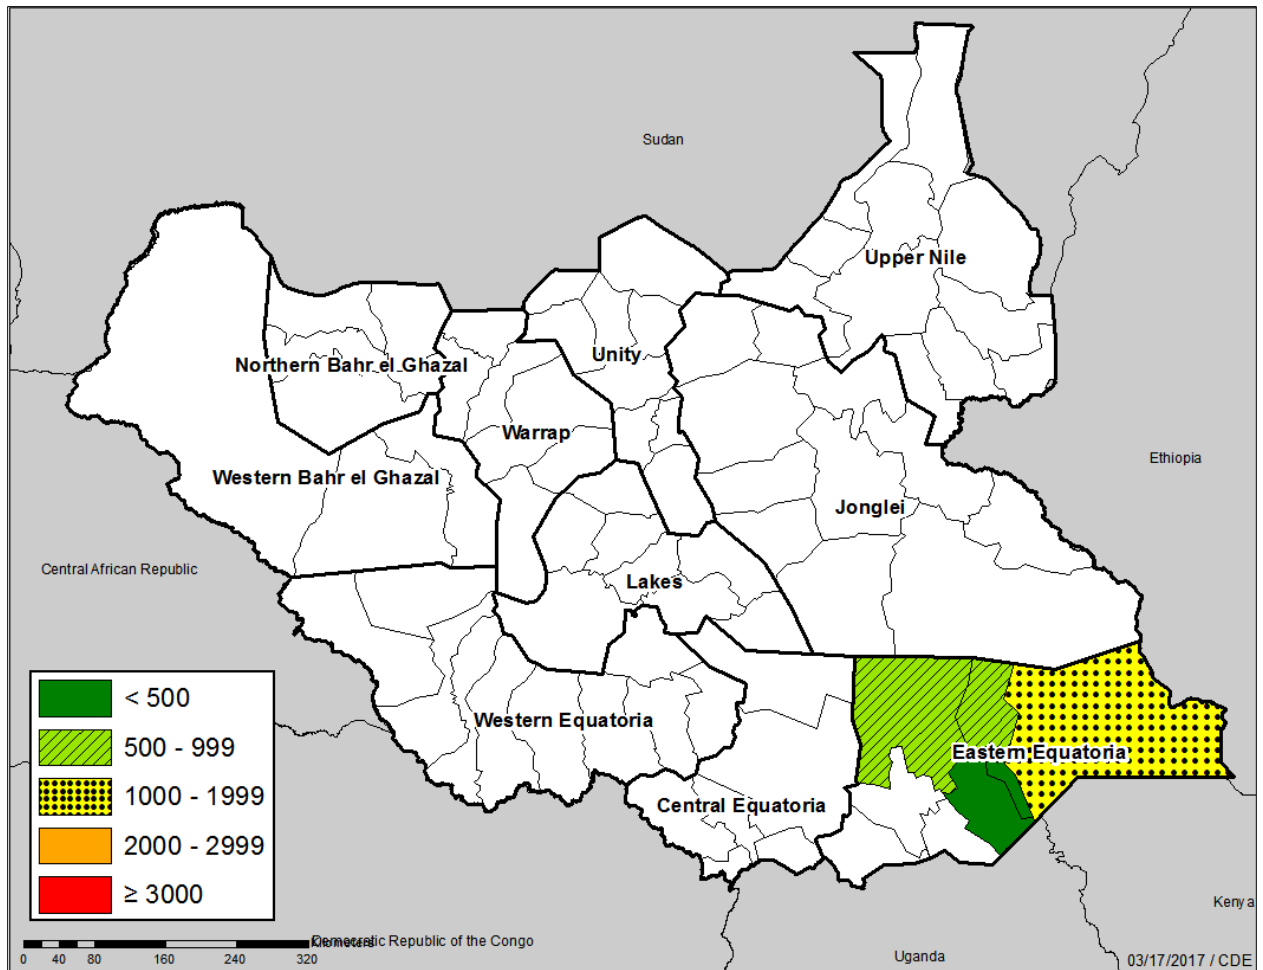 Sudan
Upper Nile
Unity
Northern Bahr el Ghazal
Warrap
Ethiopia
Western Bahr el Ghazal
Jonglei
Central African Republic
Lakes
< 500
500 - 999
1000 - 1999
2000 - 2999
≥ 3000
Western Equatoria
Eastern Equatoria
Central Equatoria
Kenya
Kilometers
Democratic Republic of the Congo
0 40 80 160 240 320
Uganda
03/17/2017 / CDE